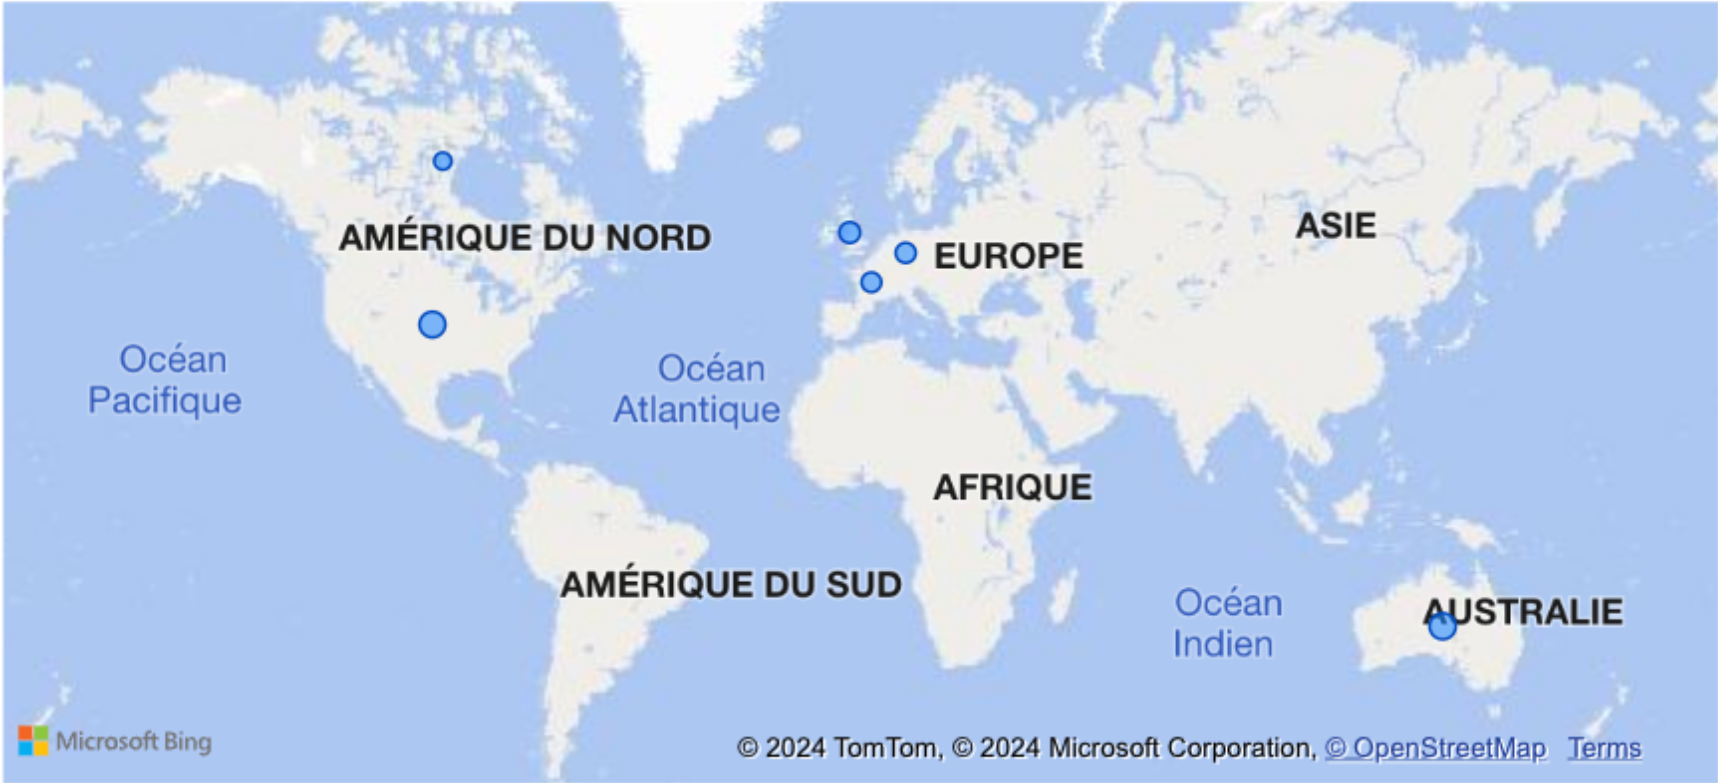 AMÉRIQUE DU NORD
ASIE
EUROPE
Océan
Pacifique
Océan
Atlantique
AFRIQUE
AMÉRIQUE DU SUD
Océan
Indien
AUSTRALIE
Microsoft Bing
© 2024 TomTom, © 2024 Microsoft Corporation, © OpenStreetMap Terms